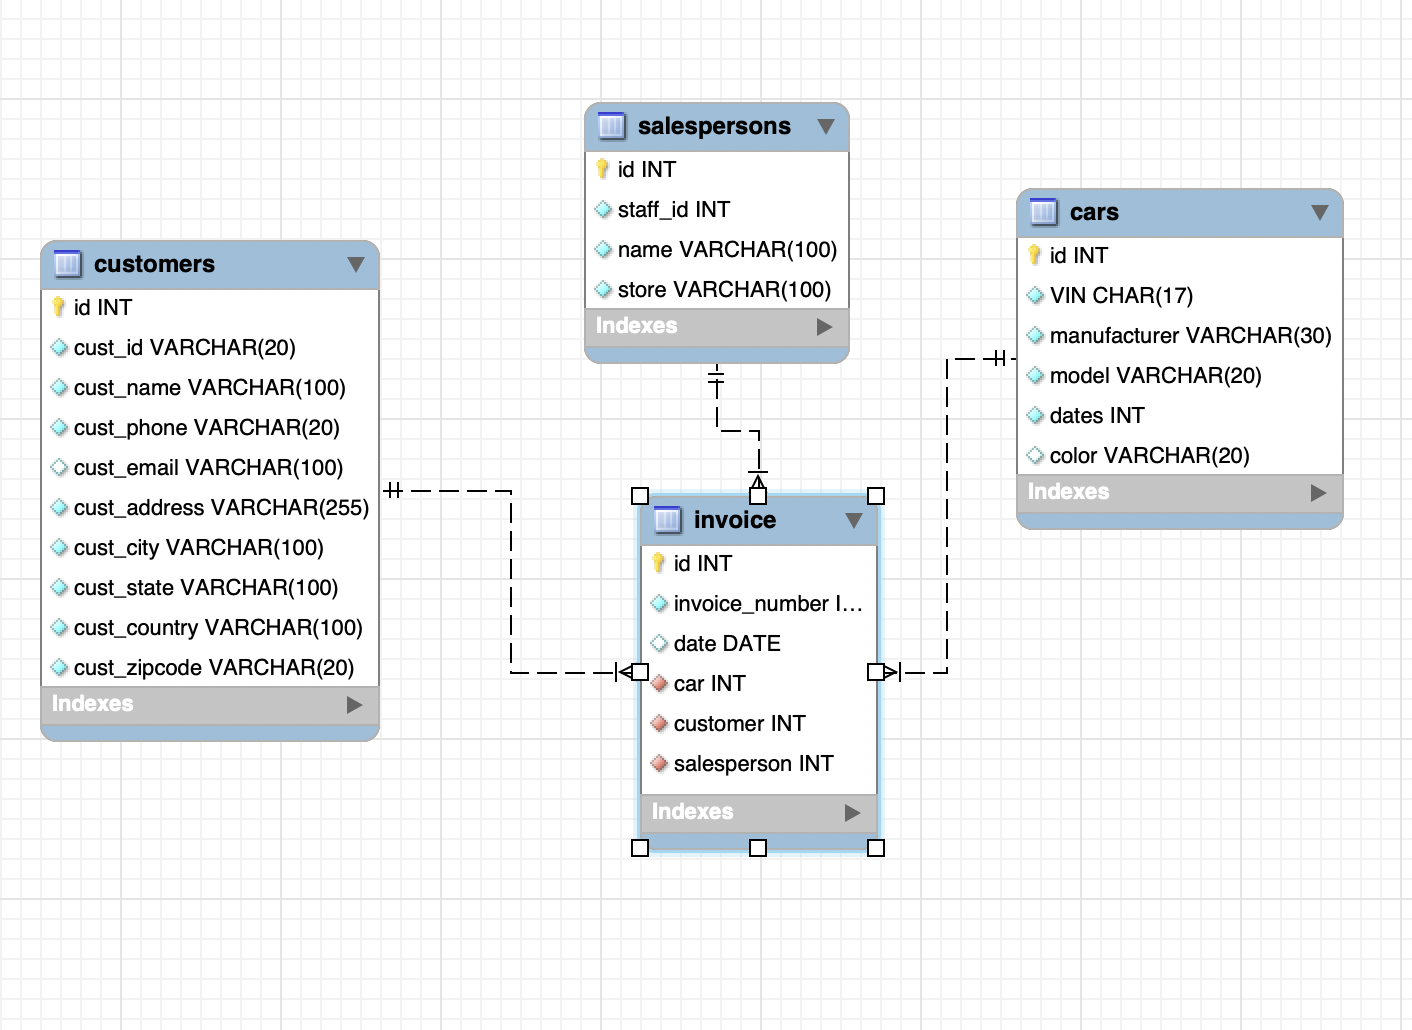 salespersons
id INT
staff_id INT
name VARCHAR(100)
store VARCHAR(100)
Indexes
cars
id INT
VIN CHAR(17)
manufacturer VARCHAR(30)
model VARCHAR(20)
dates INT
color VARCHAR(20)
Indexes
customers
id INT
cust_id VARCHAR(20)
cust_name VARCHAR(100)
cust_phone VARCHAR(20)
cust_email VARCHAR(100)
cust_address VARCHAR(255)
cust_city VARCHAR(100)
cust_state VARCHAR(100)
cust_country VARCHAR(100)
cust_zipcode VARCHAR(20)
Indexes
invoice
id INT
invoice_number I...
date DATE
car INT
customer INT
salesperson INT
Indexes